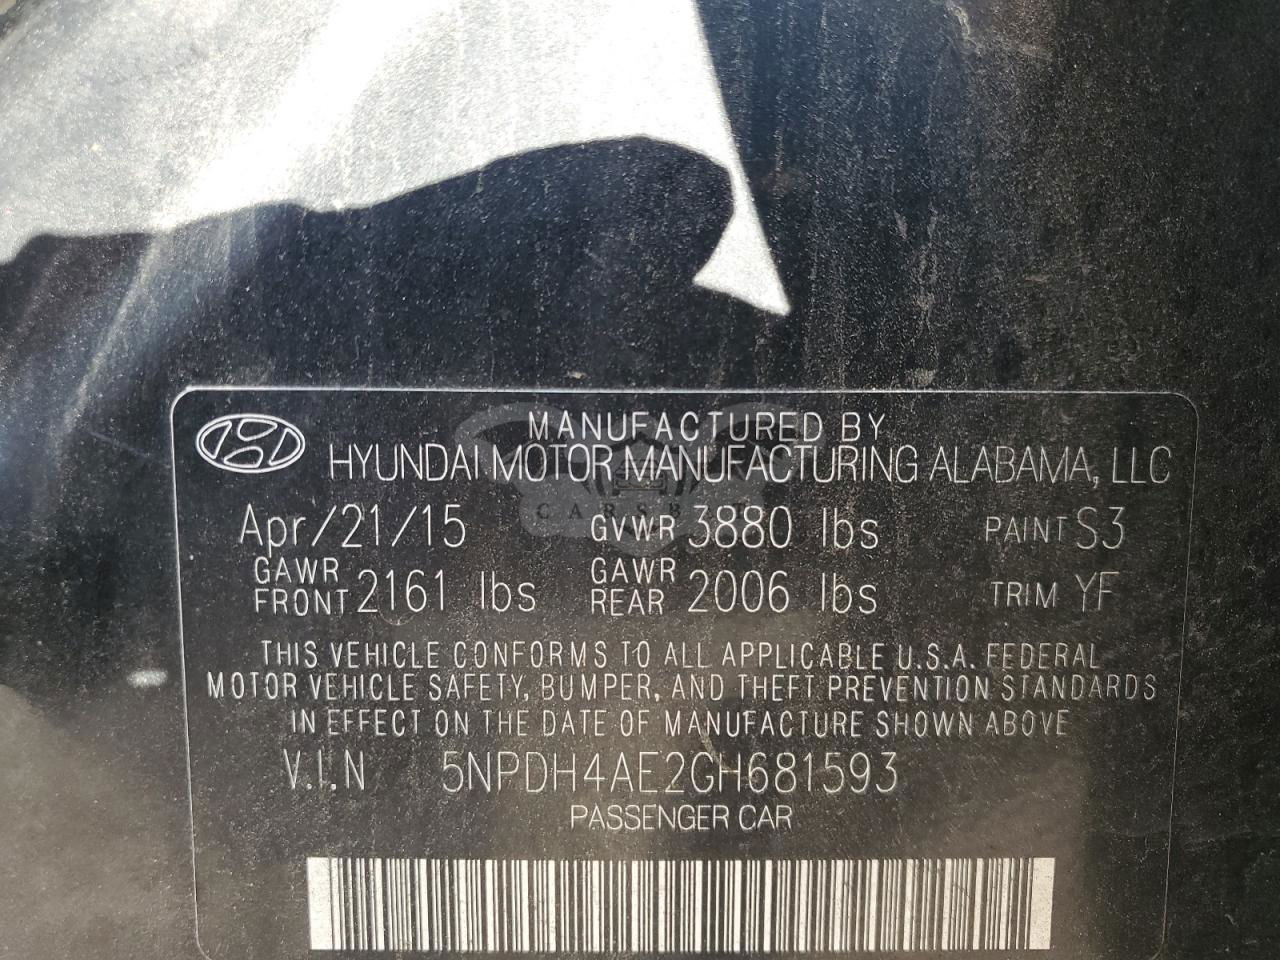 MANUFACTURED BY
HYUNDAI MOTOR MANUFACTURING ALABAMA, LLC
Apr/21/15 GVWR 3880 lbs PAINT S3
GAWR FRONT 2161 lbs GAWR REAR 2006 lbs TRIM YF
THIS VEHICLE CONFORMS TO ALL APPLICABLE U.S.A. FEDERAL
MOTOR VEHICLE SAFETY, BUMPER, AND THEFT PREVENTION STANDARDS
IN EFFECT ON THE DATE OF MANUFACTURE SHOWN ABOVE
V.I.N 5NPDH4AE2GH681593
PASSENGER CAR